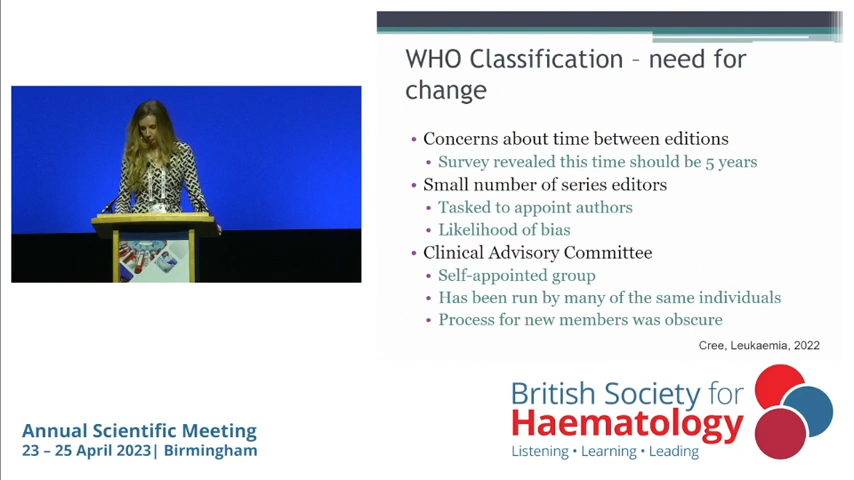 WHO Classification – need for
change
• Concerns about time between editions
• Survey revealed this time should be 5 years
• Small number of series editors
• Tasked to appoint authors
• Likelihood of bias
• Clinical Advisory Committee
• Self-appointed group
• Has been run by many of the same individuals
• Process for new members was obscure
Cree, Leukaemia, 2022
Annual Scientific Meeting
23 – 25 April 2023| Birmingham
British Society for
Haematology
Listening • Learning • Leading